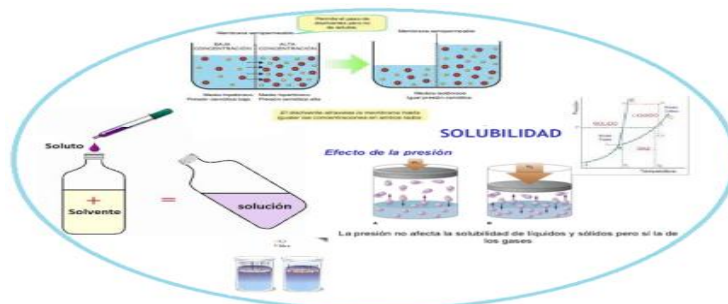 Permite el paso de
disolvente pero no
de solutos
Membrana semipermeable
Membrana semipermeable
BAJA
CONCENTRACIÓN
ALTA
CONCENTRACIÓN
Medio hipotónico
Presión osmótica baja
Medio hipertónico
Presión osmótica alta
Medios isotónicos
Igual presión osmótica
El disolvente atraviesa la membrana hasta
igualar las concentraciones en ambos lados
SOLUBILIDAD
Efecto de la presión
Soluto
+
Solvente
=
solución
SOLIDO
LIQUIDO
GAS
Presión
Temperatura
A
B
La presión no afecta la solubilidad de líquidos y sólidos pero sí la de
los gases